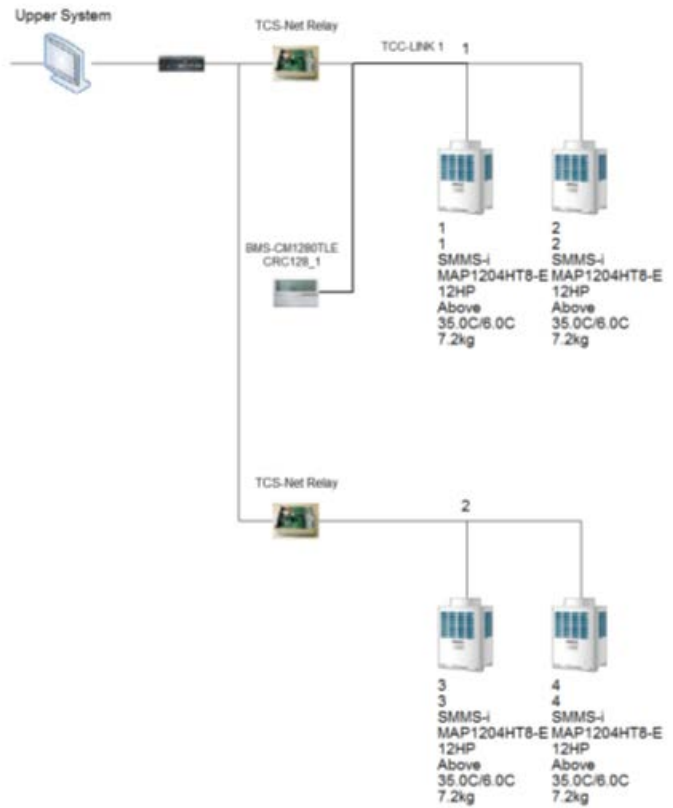 Upper System
TCS-Net Relay
TCC-LINK 1
1
BMS-CM1280TLE
CRC128_1
1
1
SMMS-i
MAP1204HT8-E
12HP
Above
35.0C/6.0C
7.2kg
2
2
SMMS-i
MAP1204HT8-E
12HP
Above
35.0C/6.0C
7.2kg
TCS-Net Relay
2
3
3
SMMS-i
MAP1204HT8-E
12HP
Above
35.0C/6.0C
7.2kg
4
4
SMMS-i
MAP1204HT8-E
12HP
Above
35.0C/6.0C
7.2kg